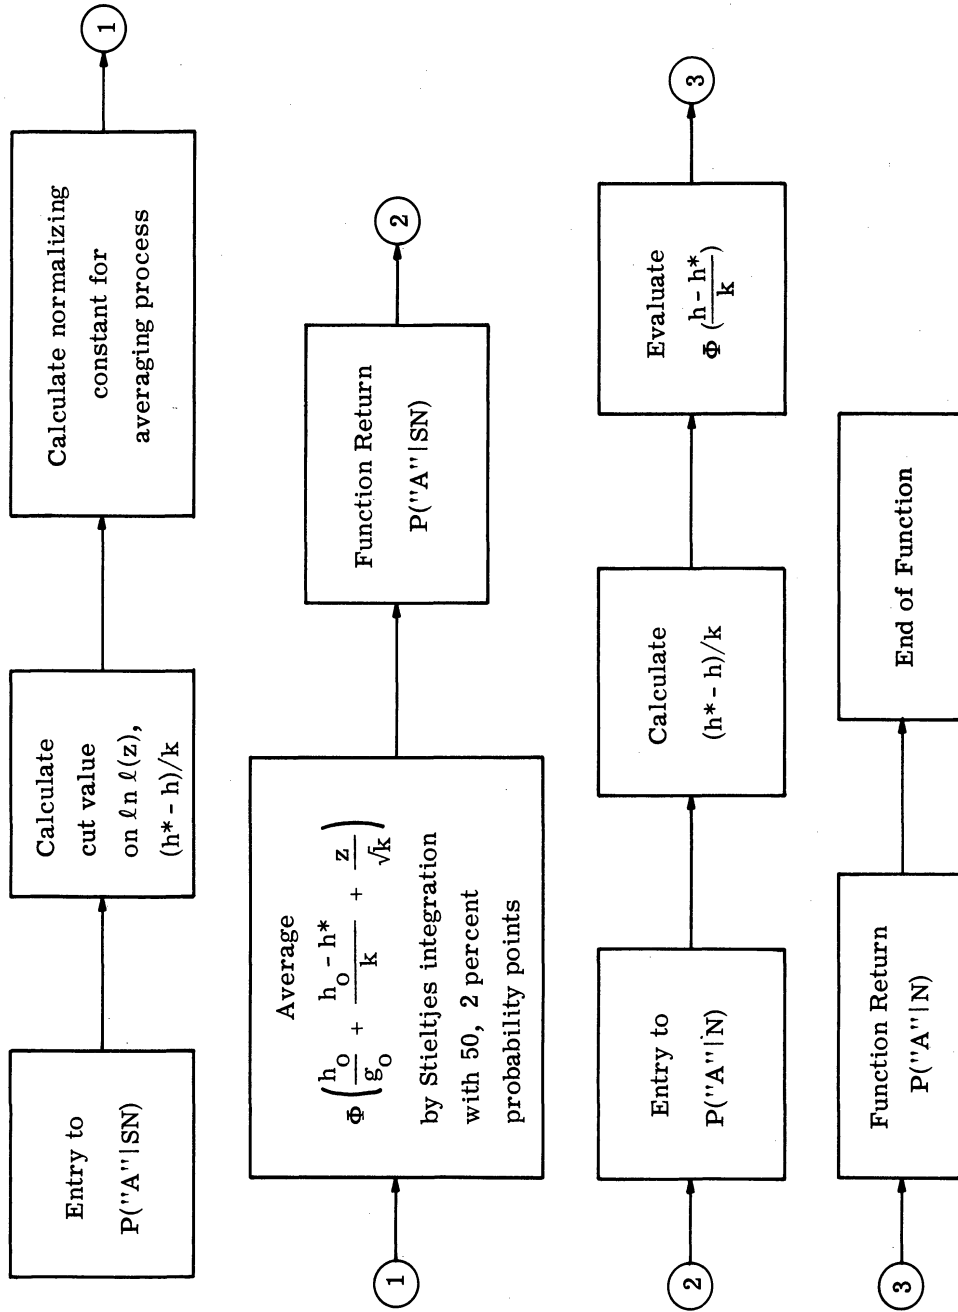 Entry to
P("A"|SN)
Calculate
cut value
on ℓn ℓ(z),
(h* - h)/k
Calculate normalizing
constant for
averaging process
1
1
Average
Φ (h_o/g_o + (h_o - h*)/k + z/√k)
by Stieltjes integration
with 50, 2 percent
probability points
Function Return
P("A"|SN)
2
2
Entry to
P("A"|N)
Calculate
(h* - h)/k
Evaluate
Φ ((h - h*)/k)
3
3
Function Return
P("A"|N)
End of Function